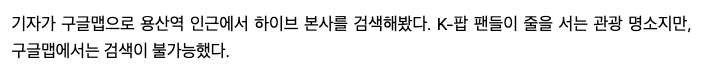 기자가 구글맵으로 용산역 인근에서 하이브 본사를 검색해봤다. K-팝 팬들이 줄을 서는 관광 명소지만,
구글맵에서는 검색이 불가능했다.